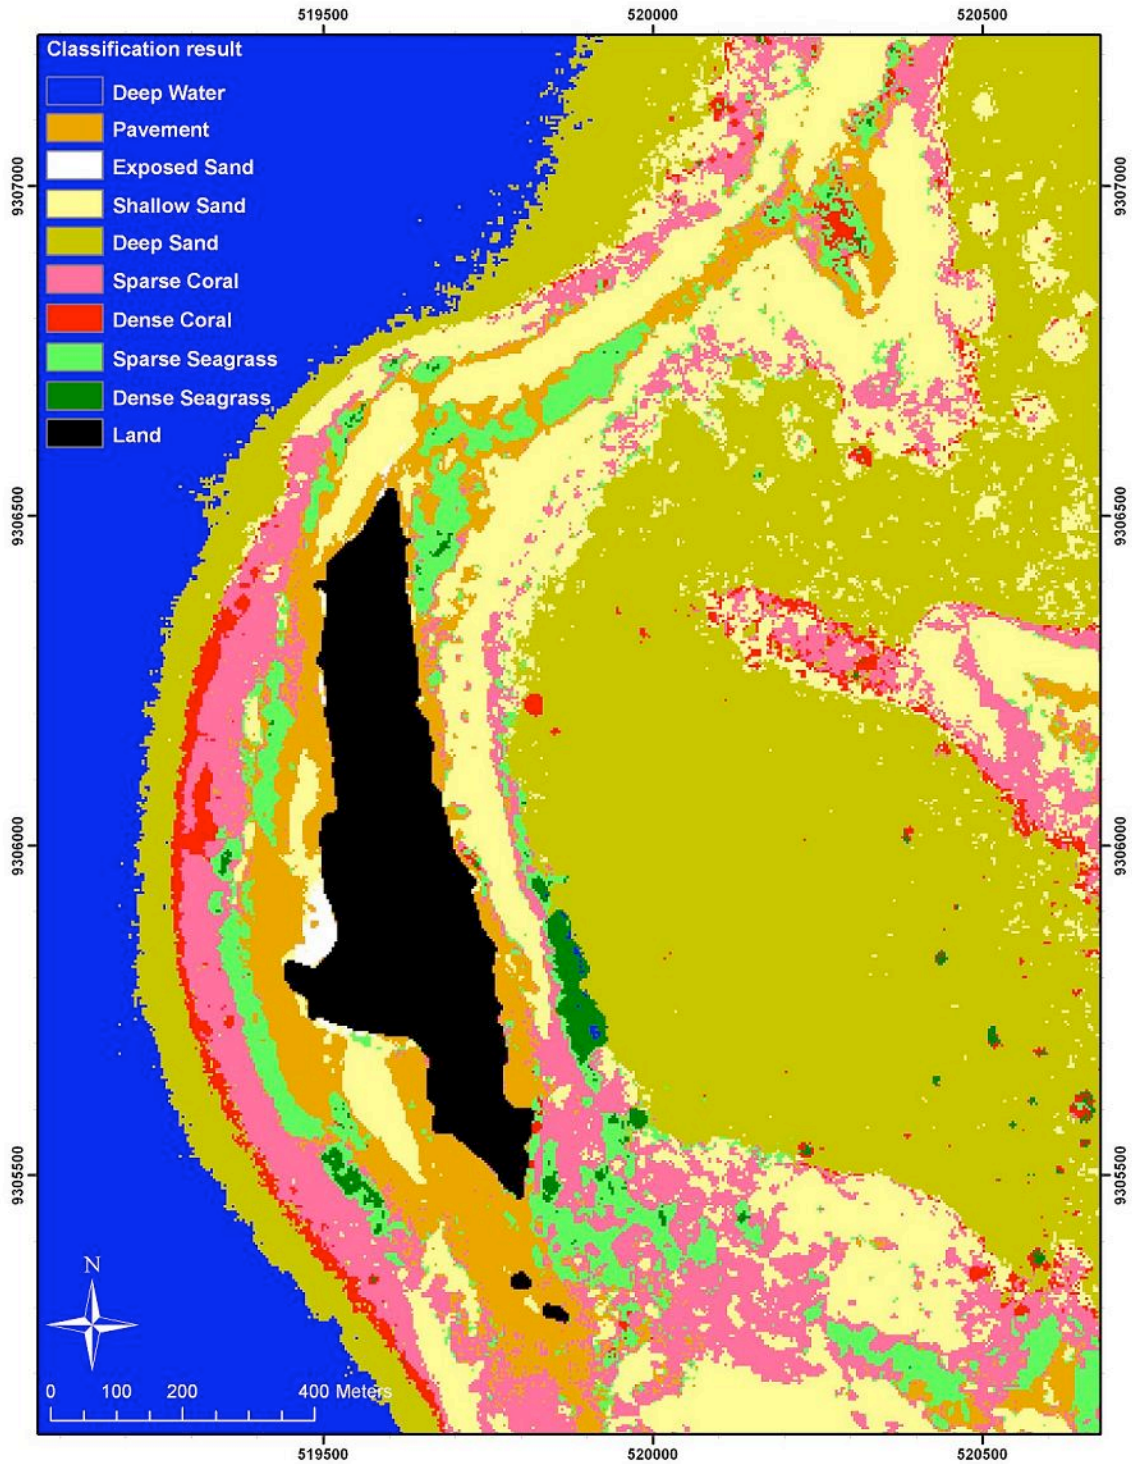 519500 520000 520500
Classification result
Deep Water
Pavement
Exposed Sand
Shallow Sand
Deep Sand
Sparse Coral
Dense Coral
Sparse Seagrass
Dense Seagrass
Land
9307000 9307000
9306500 9306500
9306000 9306000
9305500 9305500
N
0 100 200 400 Meters
519500 520000 520500